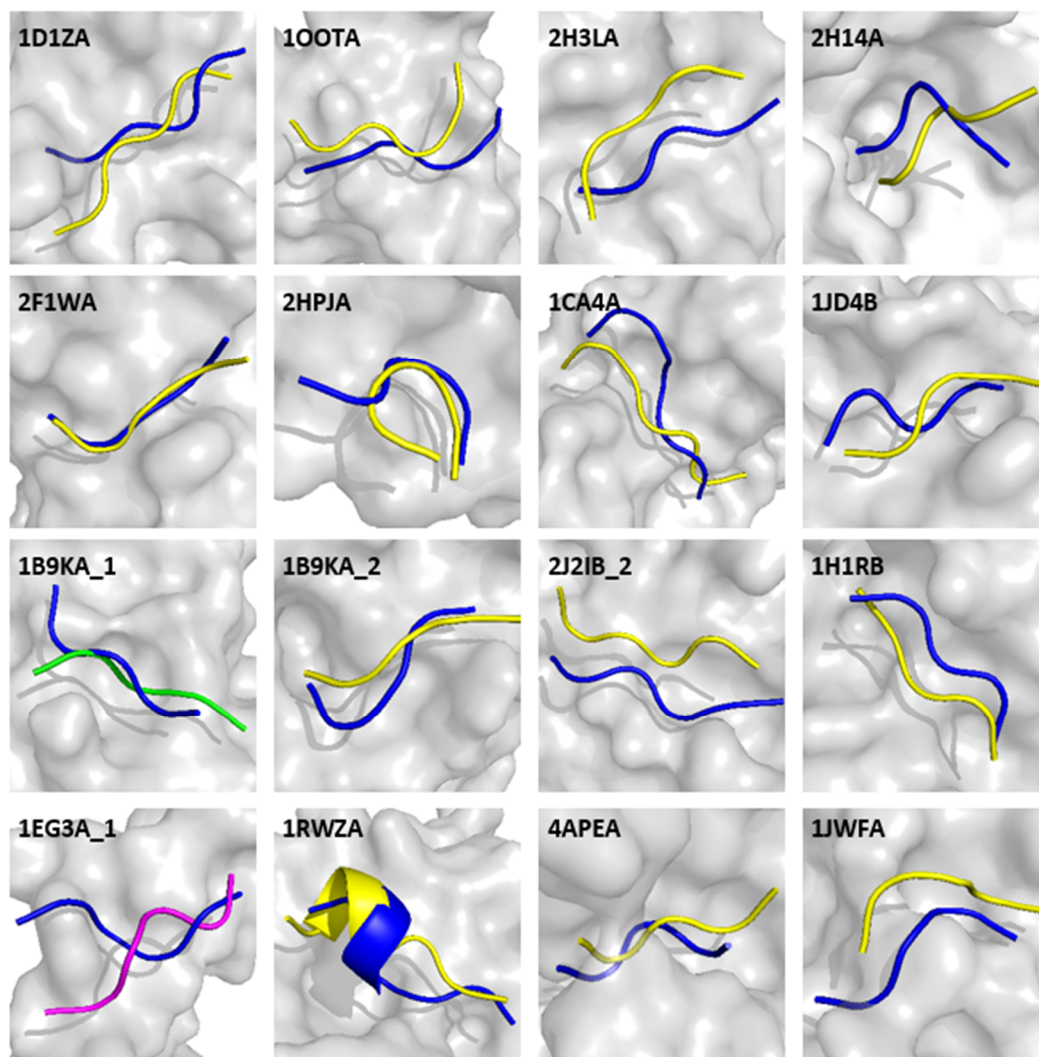 1D1ZA 1OOTA 2H3LA 2H14A
2F1WA 2HPJA 1CA4A 1JD4B
1B9KA_1 1B9KA_2 2J2IB_2 1H1RB
1EG3A_1 1RWZA 4APEA 1JWFA